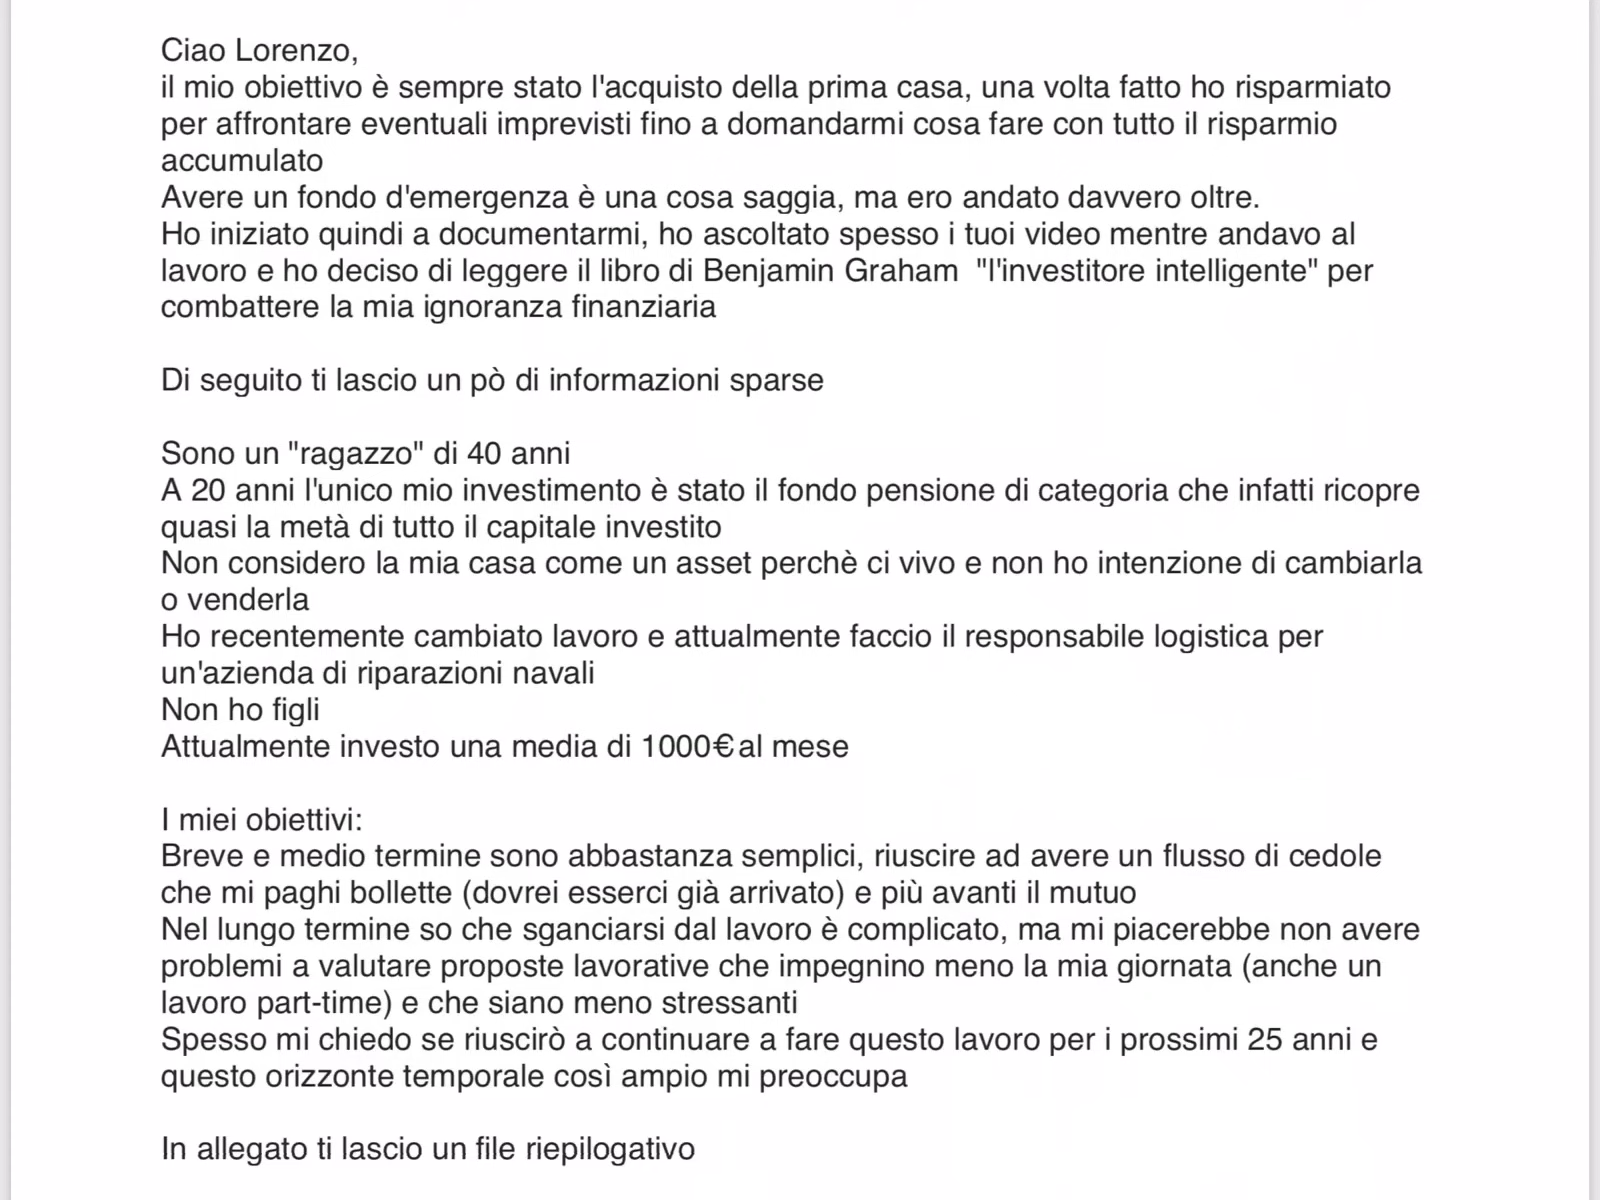 Ciao Lorenzo,
il mio obiettivo è sempre stato l'acquisto della prima casa, una volta fatto ho risparmiato
per affrontare eventuali imprevisti fino a domandarmi cosa fare con tutto il risparmio
accumulato
Avere un fondo d'emergenza è una cosa saggia, ma ero andato davvero oltre.
Ho iniziato quindi a documentarmi, ho ascoltato spesso i tuoi video mentre andavo al
lavoro e ho deciso di leggere il libro di Benjamin Graham  "l'investitore intelligente" per
combattere la mia ignoranza finanziaria
Di seguito ti lascio un pò di informazioni sparse
Sono un "ragazzo" di 40 anni
A 20 anni l'unico mio investimento è stato il fondo pensione di categoria che infatti ricopre
quasi la metà di tutto il capitale investito
Non considero la mia casa come un asset perchè ci vivo e non ho intenzione di cambiarla
o venderla
Ho recentemente cambiato lavoro e attualmente faccio il responsabile logistica per
un'azienda di riparazioni navali
Non ho figli
Attualmente investo una media di 1000€ al mese
I miei obiettivi:
Breve e medio termine sono abbastanza semplici, riuscire ad avere un flusso di cedole
che mi paghi bollette (dovrei esserci già arrivato) e più avanti il mutuo
Nel lungo termine so che sganciarsi dal lavoro è complicato, ma mi piacerebbe non avere
problemi a valutare proposte lavorative che impegnino meno la mia giornata (anche un
lavoro part-time) e che siano meno stressanti
Spesso mi chiedo se riuscirò a continuare a fare questo lavoro per i prossimi 25 anni e
questo orizzonte temporale così ampio mi preoccupa
In allegato ti lascio un file riepilogativo